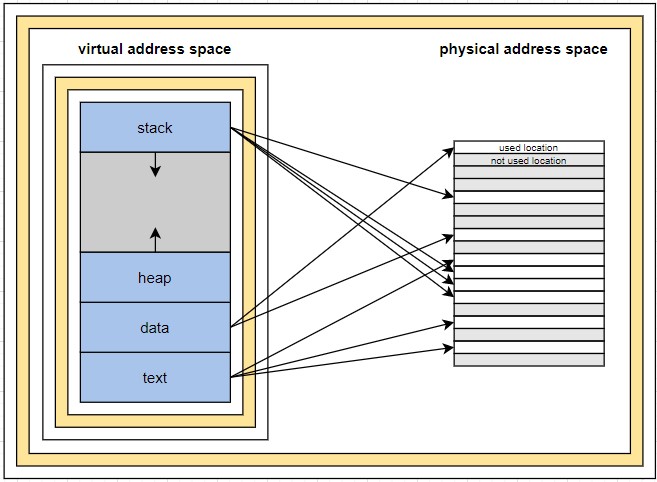 virtual address space
physical address space
stack
used location
not used location
heap
data
text